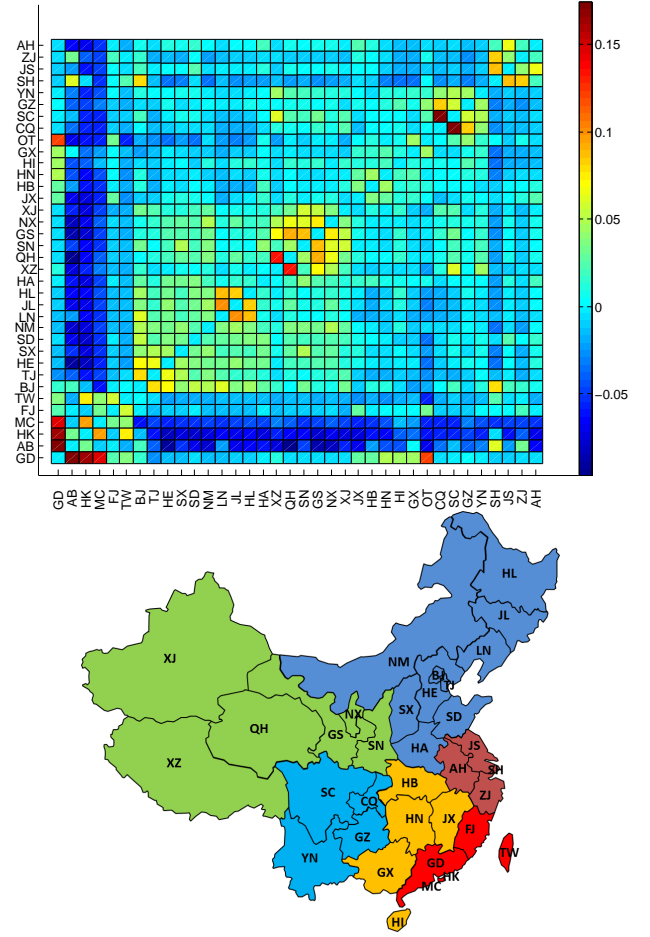 AH
ZJ
JS
SH
YN
GZ
SC
CQ
OT
GX
HI
HN
HB
JX
XJ
NX
GS
SN
QH
XZ
HA
HL
JL
LN
NM
SD
SX
HE
TJ
BJ
TW
FJ
MC
HK
AB
GD
0.15
0.1
0.05
0
−0.05
GD AB HK MC FJ TW BJ TJ HE SX SD NM LN JL HL HA XZ QH SN GS NX XJ JX HB HN HI GX OT CQ SC GZ YN SH JS ZJ AH
HL
JL
LN
XJ
NM
BJ
TJ
HE
SX
NX
SD
QH
GS
SN
HA
JS
XZ
AH
SH
HB
SC
ZJ
CQ
HN
JX
FJ
GZ
TW
YN
GD
GX
HK
MC
HI